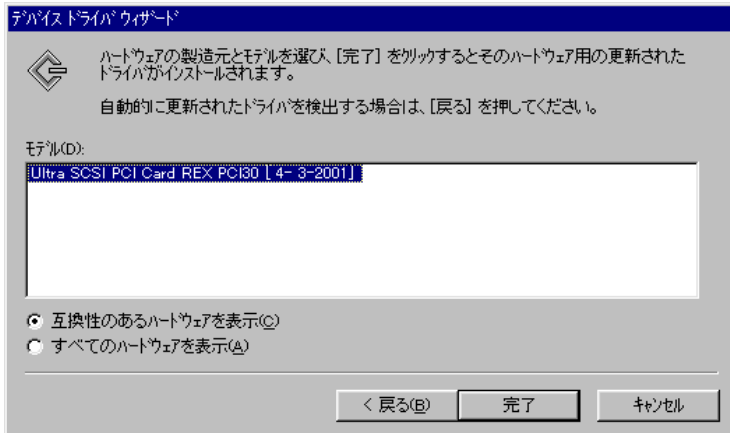 ﾃﾞﾊﾞｲｽ ﾄﾞﾗｲﾊﾞ ｳｨｻﾞｰﾄﾞ
ﾊｰﾄﾞｳｪｱの製造元とﾓﾃﾞﾙを選び、[完了] をｸﾘｯｸするとそのﾊｰﾄﾞｳｪｱ用の更新された
ﾄﾞﾗｲﾊﾞがｲﾝｽﾄｰﾙされます。
自動的に更新されたﾄﾞﾗｲﾊﾞを検出する場合は、[戻る] を押してください。
ﾓﾃﾞﾙ(D):
Ultra SCSI PCI Card REX PCI30 [ 4- 3-2001]
互換性のあるﾊｰﾄﾞｳｪｱを表示(C)
すべてのﾊｰﾄﾞｳｪｱを表示(A)
< 戻る(B) 完了 ｷｬﾝｾﾙ